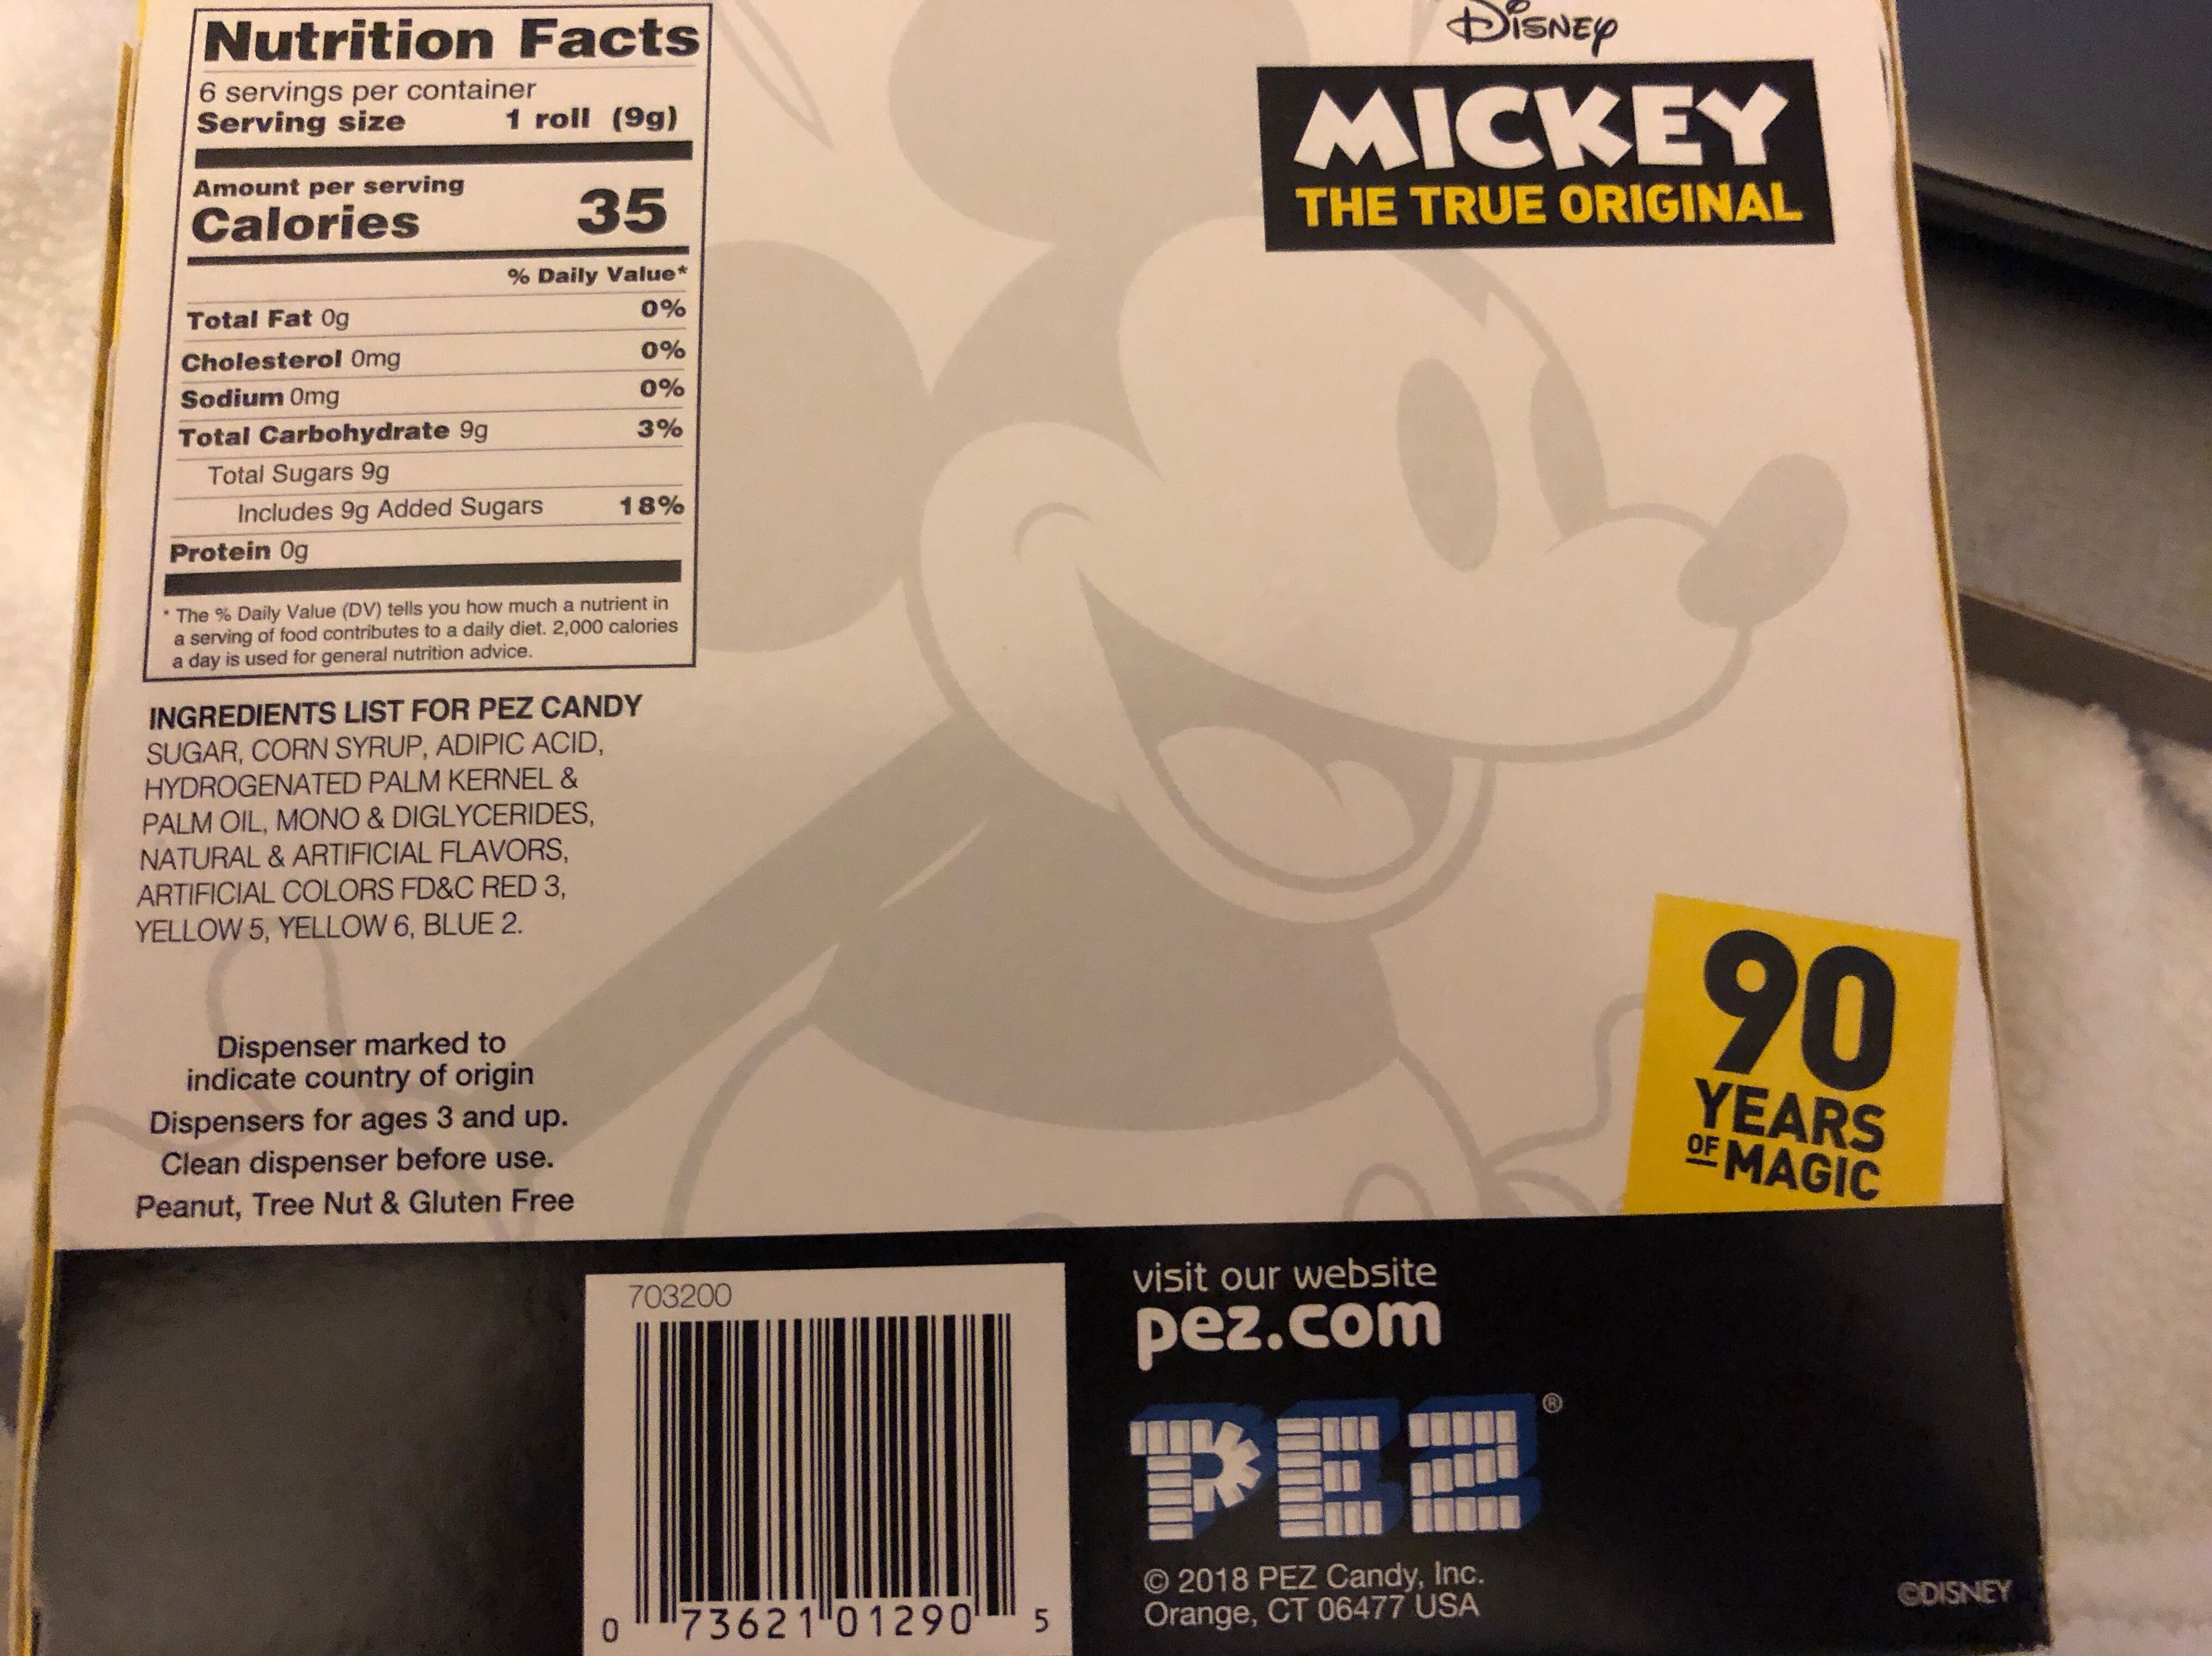 Nutrition Facts
6 servings per container
Serving size 1 roll (9g)
Amount per serving
Calories 35
% Daily Value*
Total Fat 0g 0%
Cholesterol 0mg 0%
Sodium 0mg 0%
Total Carbohydrate 9g 3%
Total Sugars 9g
Includes 9g Added Sugars 18%
Protein 0g
* The % Daily Value (DV) tells you how much a nutrient in
a serving of food contributes to a daily diet. 2,000 calories
a day is used for general nutrition advice.
INGREDIENTS LIST FOR PEZ CANDY
SUGAR, CORN SYRUP, ADIPIC ACID,
HYDROGENATED PALM KERNEL &
PALM OIL, MONO & DIGLYCERIDES,
NATURAL & ARTIFICIAL FLAVORS,
ARTIFICIAL COLORS FD&C RED 3,
YELLOW 5, YELLOW 6, BLUE 2.
Dispenser marked to
indicate country of origin
Dispensers for ages 3 and up.
Clean dispenser before use.
Peanut, Tree Nut & Gluten Free
DISNEY
MICKEY
THE TRUE ORIGINAL
90
YEARS
OF MAGIC
703200
0 73621 01290 5
visit our website
pez.com
PEZ®
© 2018 PEZ Candy, Inc.
Orange, CT 06477 USA
©DISNEY